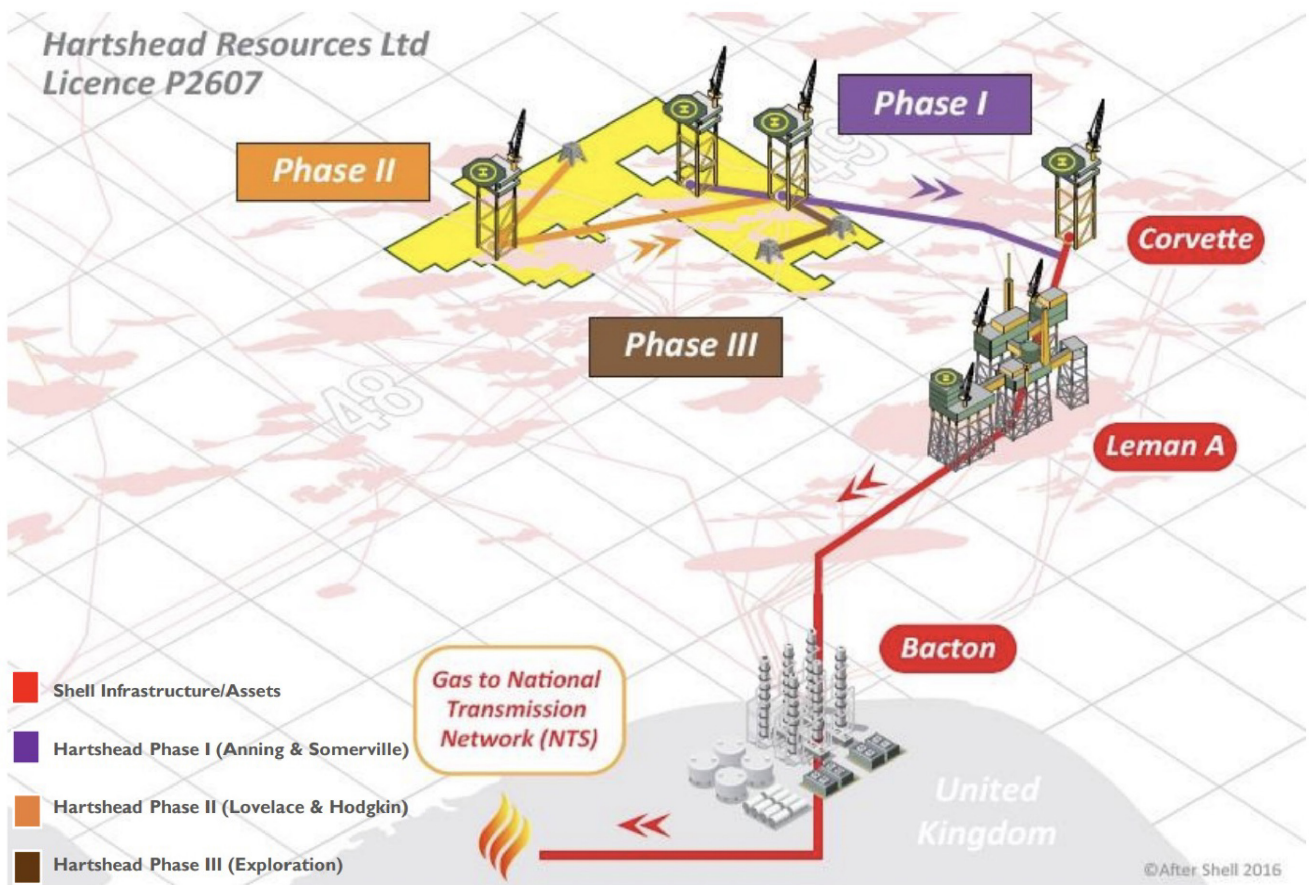 Hartshead Resources Ltd
Licence P2607
Phase I
Phase II
49
Corvette
Phase III
48
Leman A
Bacton
Gas to National
Transmission
Network (NTS)
United
Kingdom
Shell Infrastructure/Assets
Hartshead Phase I (Anning & Somerville)
Hartshead Phase II (Lovelace & Hodgkin)
Hartshead Phase III (Exploration)
©After Shell 2016
H
H
H
H
H